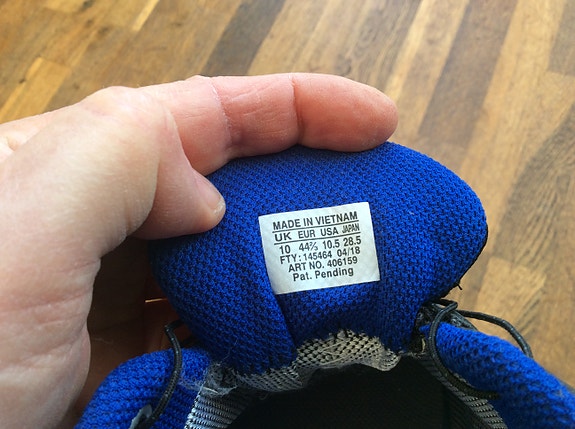 MADE IN VIETNAM
UK EUR USA JAPAN
10 44⅔ 10.5 28.5
FTY: 145464 04/18
ART NO. 406159
Pat. Pending